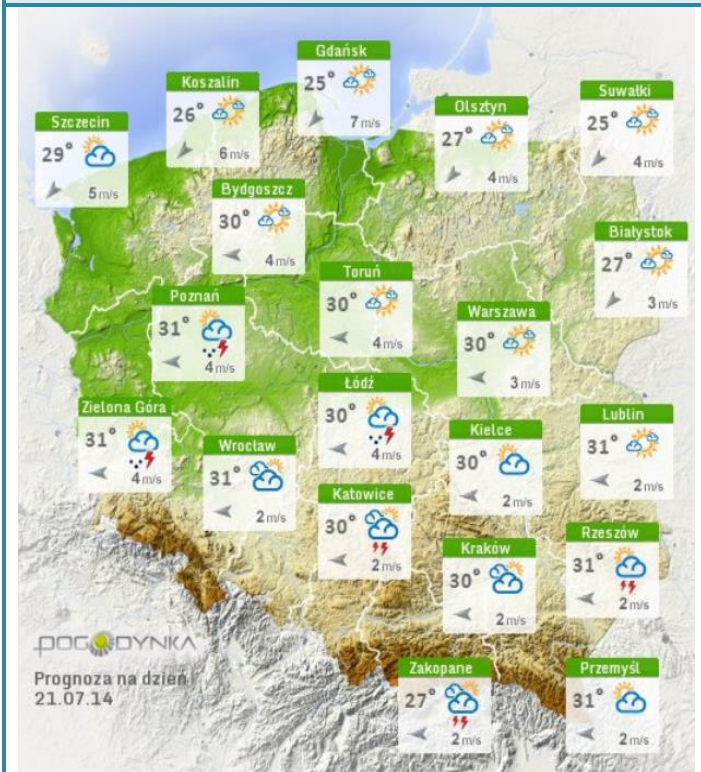 Gdańsk
25°
7 m/s
Koszalin
26°
6 m/s
Suwałki
25°
4 m/s
Olsztyn
27°
4 m/s
Szczecin
29°
5 m/s
Bydgoszcz
30°
4 m/s
Białystok
27°
3 m/s
Toruń
30°
4 m/s
Poznań
31°
4 m/s
Warszawa
30°
3 m/s
Łódź
30°
4 m/s
Zielona Góra
31°
4 m/s
Lublin
31°
2 m/s
Kielce
30°
2 m/s
Wrocław
31°
2 m/s
Katowice
30°
2 m/s
Rzeszów
31°
2 m/s
Kraków
30°
2 m/s
POGODYNKA
Prognoza na dzień
21.07.14
Zakopane
27°
2 m/s
Przemyśl
31°
2 m/s